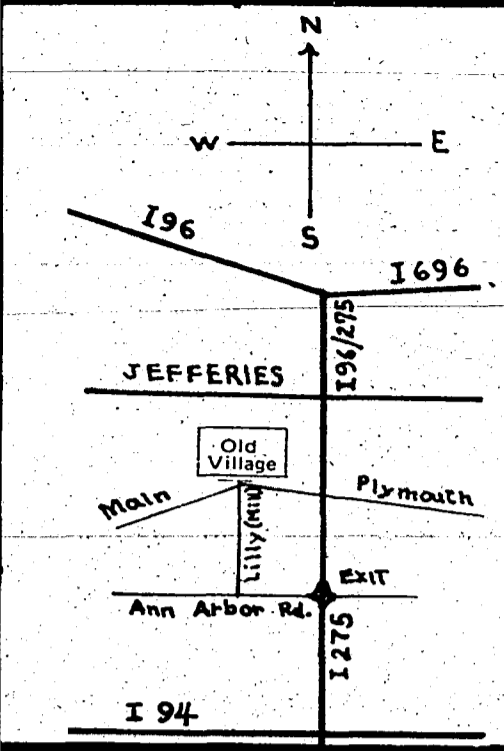 N
W E
S
I96
I696
I96/275
JEFFERIES
Old
Village
Main
Plymouth
Lilly (Mill)
EXIT
Ann Arbor Rd.
I275
I 94